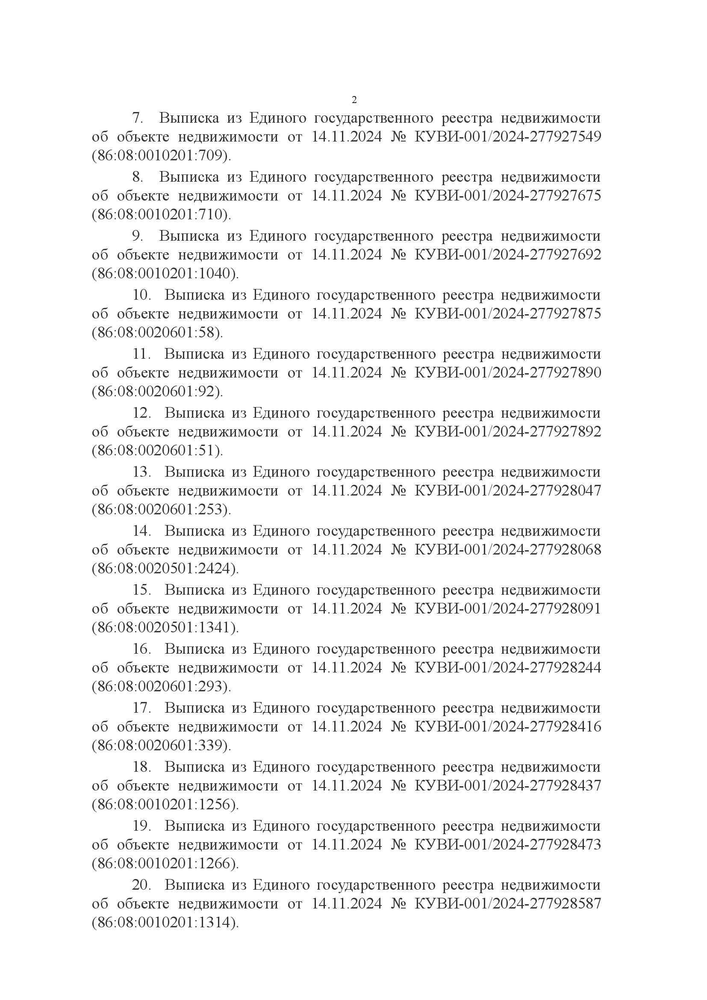 2
7. Выписка из Единого государственного реестра недвижимости
об объекте недвижимости от 14.11.2024 № КУВИ-001/2024-277927549
(86:08:0010201:709).
8. Выписка из Единого государственного реестра недвижимости
об объекте недвижимости от 14.11.2024 № КУВИ-001/2024-277927675
(86:08:0010201:710).
9. Выписка из Единого государственного реестра недвижимости
об объекте недвижимости от 14.11.2024 № КУВИ-001/2024-277927692
(86:08:0010201:1040).
10. Выписка из Единого государственного реестра недвижимости
об объекте недвижимости от 14.11.2024 № КУВИ-001/2024-277927875
(86:08:0020601:58).
11. Выписка из Единого государственного реестра недвижимости
об объекте недвижимости от 14.11.2024 № КУВИ-001/2024-277927890
(86:08:0020601:92).
12. Выписка из Единого государственного реестра недвижимости
об объекте недвижимости от 14.11.2024 № КУВИ-001/2024-277927892
(86:08:0020601:51).
13. Выписка из Единого государственного реестра недвижимости
об объекте недвижимости от 14.11.2024 № КУВИ-001/2024-277928047
(86:08:0020601:253).
14. Выписка из Единого государственного реестра недвижимости
об объекте недвижимости от 14.11.2024 № КУВИ-001/2024-277928068
(86:08:0020501:2424).
15. Выписка из Единого государственного реестра недвижимости
об объекте недвижимости от 14.11.2024 № КУВИ-001/2024-277928091
(86:08:0020501:1341).
16. Выписка из Единого государственного реестра недвижимости
об объекте недвижимости от 14.11.2024 № КУВИ-001/2024-277928244
(86:08:0020601:293).
17. Выписка из Единого государственного реестра недвижимости
об объекте недвижимости от 14.11.2024 № КУВИ-001/2024-277928416
(86:08:0020601:339).
18. Выписка из Единого государственного реестра недвижимости
об объекте недвижимости от 14.11.2024 № КУВИ-001/2024-277928437
(86:08:0010201:1256).
19. Выписка из Единого государственного реестра недвижимости
об объекте недвижимости от 14.11.2024 № КУВИ-001/2024-277928473
(86:08:0010201:1266).
20. Выписка из Единого государственного реестра недвижимости
об объекте недвижимости от 14.11.2024 № КУВИ-001/2024-277928587
(86:08:0010201:1314).